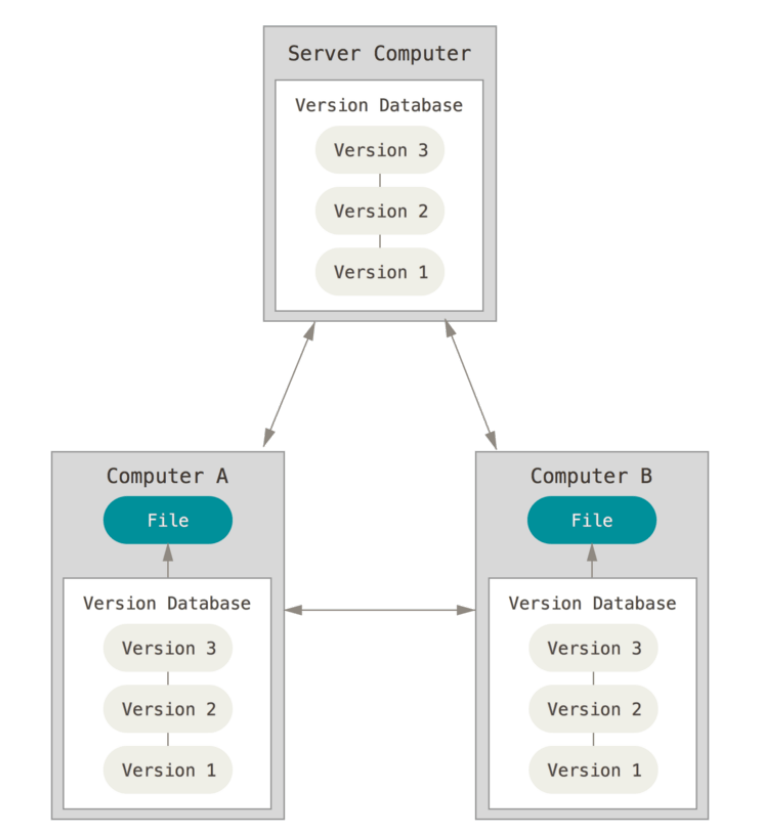 Server Computer
Version Database
Version 3
Version 2
Version 1
Computer A
File
Version Database
Version 3
Version 2
Version 1
Computer B
File
Version Database
Version 3
Version 2
Version 1